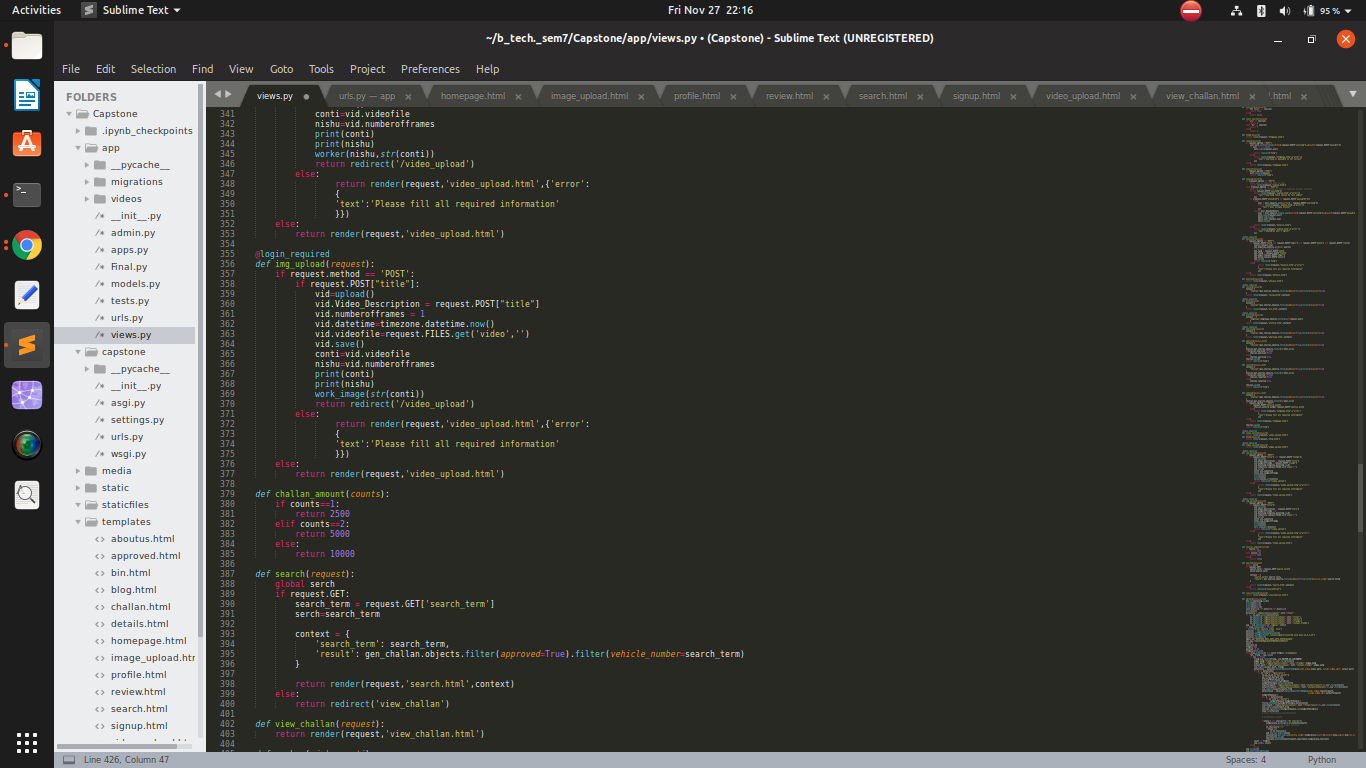 Activities
Sublime Text
Fri Nov 27 22:16
95 %
~/b_tech._sem7/Capstone/app/views.py • (Capstone) - Sublime Text (UNREGISTERED)
File Edit Selection Find View Goto Tools Project Preferences Help
FOLDERS
Capstone
.ipynb_checkpoints
app
__pycache__
migrations
videos
__init__.py
admin.py
apps.py
Final.py
models.py
tests.py
urls.py
views.py
capstone
__pycache__
__init__.py
asgi.py
settings.py
urls.py
wsgi.py
media
static
staticfiles
templates
aboutus.html
approved.html
bin.html
blog.html
challan.html
details.html
homepage.html
image_upload.htr
profile.html
review.html
search.html
signup.html
views.py
urls.py — app
homepage.html
image_upload.html
profile.html
review.html
search.html
signup.html
video_upload.html
view_challan.html
'.html
341 conti=vid.videofile
342 nishu=vid.numberofframes
343 print(conti)
344 print(nishu)
345 worker(nishu,str(conti))
346 return redirect('/video_upload')
347 else:
348 return render(request,'video_upload.html',{'error':
349 {
350 'text':'Please fill all required information'
351 }})
352 else:
353 return render(request,'video_upload.html')
354
355 @login_required
356 def img_upload(request):
357 if request.method == 'POST':
358 if request.POST["title"]:
359 vid=upload()
360 vid.Video_Description = request.POST["title"]
361 vid.numberofframes = 1
362 vid.datetime=timezone.datetime.now()
363 vid.videofile=request.FILES.get('video','')
364 vid.save()
365 conti=vid.videofile
366 nishu=vid.numberofframes
367 print(conti)
368 print(nishu)
369 work_image(str(conti))
370 return redirect('/video_upload')
371 else:
372 return render(request,'video_upload.html',{'error':
373 {
374 'text':'Please fill all required information'
375 }})
376 else:
377 return render(request,'video_upload.html')
378
379 def challan_amount(counts):
380 if counts==1:
381 return 2500
382 elif counts==2:
383 return 5000
384 else:
385 return 10000
386
387 def search(request):
388 global serch
389 if request.GET:
390 search_term = request.GET['search_term']
391 serch=search_term
392
393 context = {
394 'search_term': search_term,
395 'result': gen_challan.objects.filter(approved=True).filter(vehicle_number=search_term)
396 }
397
398 return render(request,'search.html',context)
399 else:
400 return redirect('view_challan')
401
402 def view_challan(request):
403 return render(request,'view_challan.html')
404
Line 426, Column 47
Spaces: 4
Python